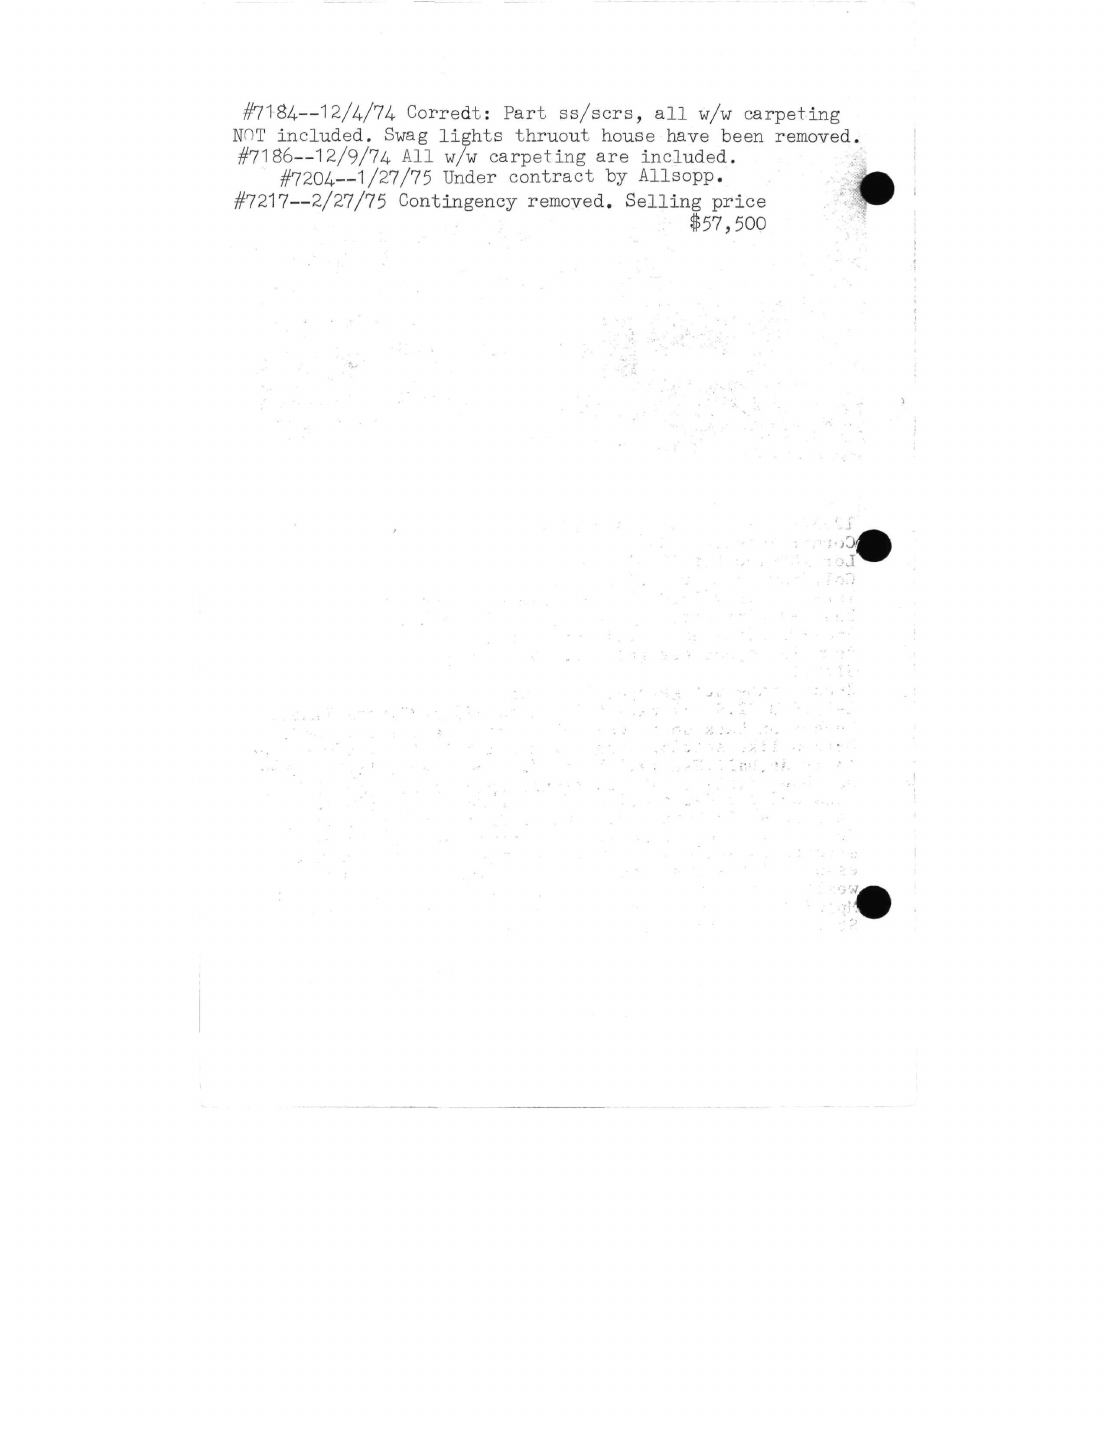 #7184--12/4/74 Corredt: Part ss/scrs, all w/w carpeting
NOT included. Swag lights thruout house have been removed.
#7186--12/9/74 All w/w carpeting are included.
#7204--1/27/75 Under contract by Allsopp.
#7217--2/27/75 Contingency removed. Selling price
$57,500